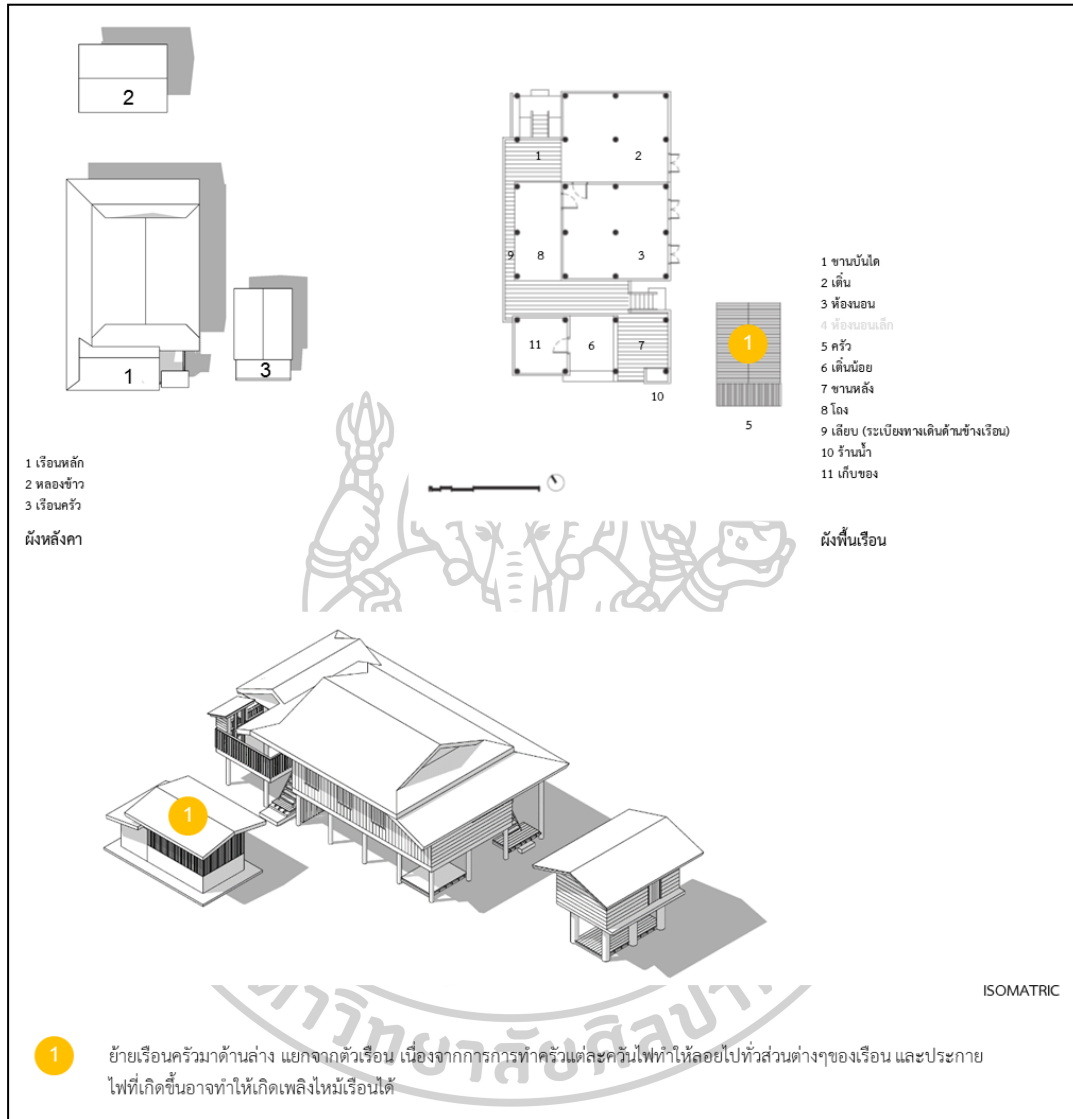 2
1
3
1 เรือนหลัก
2 หลองข้าว
3 เรือนครัว
ผังหลังคา
1
2
9
8
3
11
6
7
10
1
5
1 ชานบันได
2 เติ๋น
3 ห้องนอน
4 ห้องนอนเล็ก
5 ครัว
6 เติ๋นน้อย
7 ชานหลัง
8 โถง
9 เลียบ (ระเบียงทางเดินด้านข้างเรือน)
10 ร้านน้ำ
11 เก็บของ
ผังพื้นเรือน
1
ISOMATRIC
1 ย้ายเรือนครัวมาด้านล่าง แยกจากตัวเรือน เนื่องจากการการทำครัวแต่ละควันไฟทำให้ลอยไปทั่วส่วนต่างๆของเรือน และประกาย
ไฟที่เกิดขึ้นอาจทำให้เกิดเพลิงไหม้เรือนได้